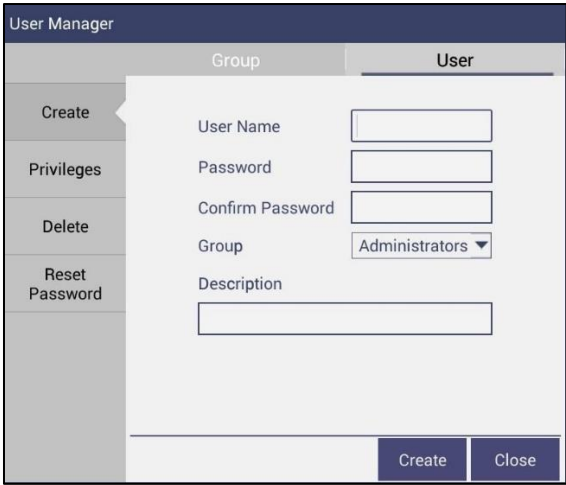 User Manager
Group
User
Create
Privileges
Delete
Reset
Password
User Name
Password
Confirm Password
Group
Administrators
Description
Create
Close